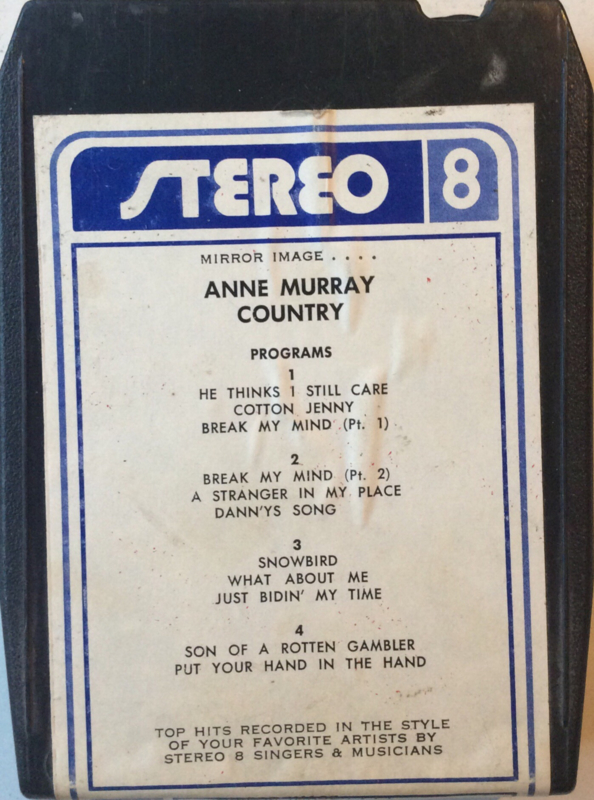 STEREO 8
MIRROR IMAGE . . . .
ANNE MURRAY
COUNTRY
PROGRAMS
1
HE THINKS 1 STILL CARE
COTTON JENNY
BREAK MY MIND (Pt. 1)
2
BREAK MY MIND (Pt. 2)
A STRANGER IN MY PLACE
DANN'YS SONG
3
SNOWBIRD
WHAT ABOUT ME
JUST BIDIN' MY TIME
4
SON OF A ROTTEN GAMBLER
PUT YOUR HAND IN THE HAND
TOP HITS RECORDED IN THE STYLE
OF YOUR FAVORITE ARTISTS BY
STEREO 8 SINGERS & MUSICIANS